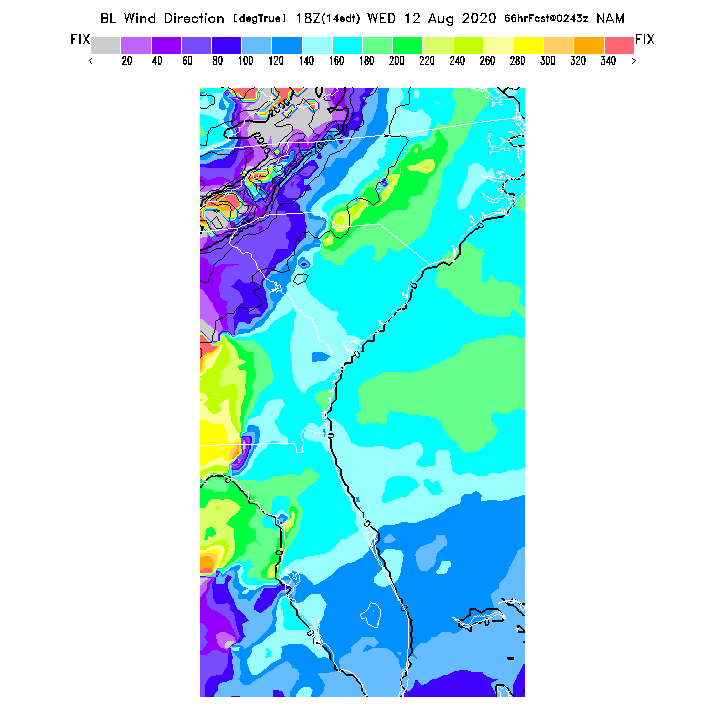 BL Wind Direction [degTrue] 18Z(14edt) WED 12 Aug 2020 66hrFcst@0243z NAM
FIX FIX
< 20 40 60 80 100 120 140 160 180 200 220 240 260 280 300 320 340 >
2000